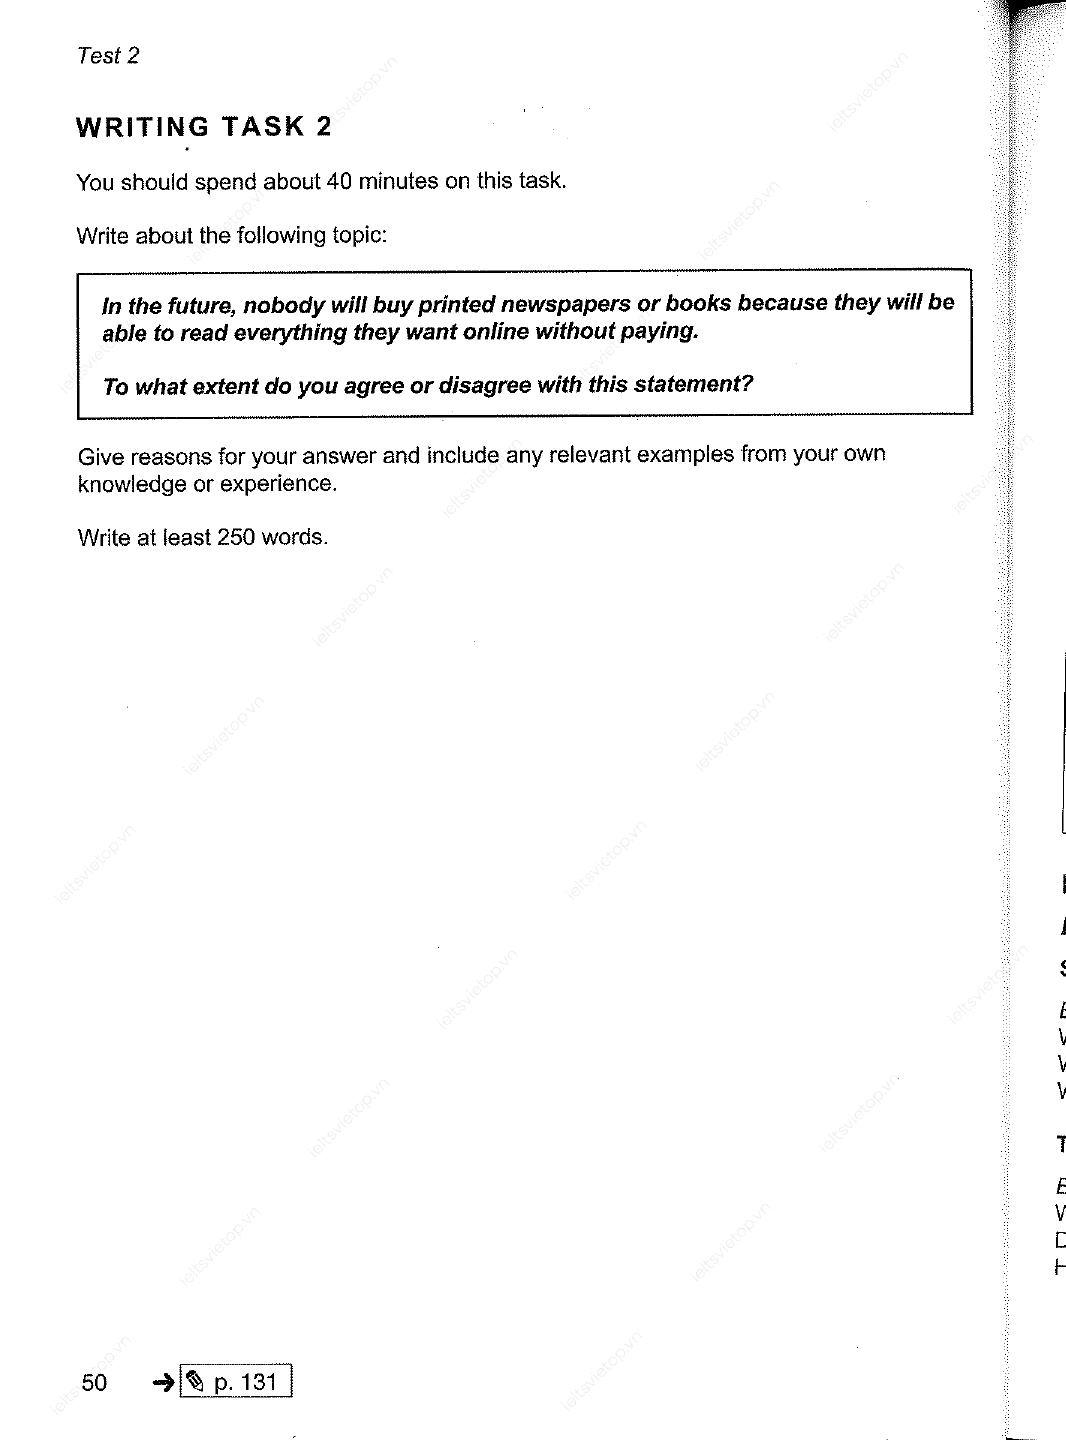 Test 2
WRITING TASK 2
You should spend about 40 minutes on this task.
Write about the following topic:
In the future, nobody will buy printed newspapers or books because they will be
able to read everything they want online without paying.
To what extent do you agree or disagree with this statement?
Give reasons for your answer and include any relevant examples from your own
knowledge or experience.
Write at least 250 words.
50 p. 131
ieltsvietop.vn